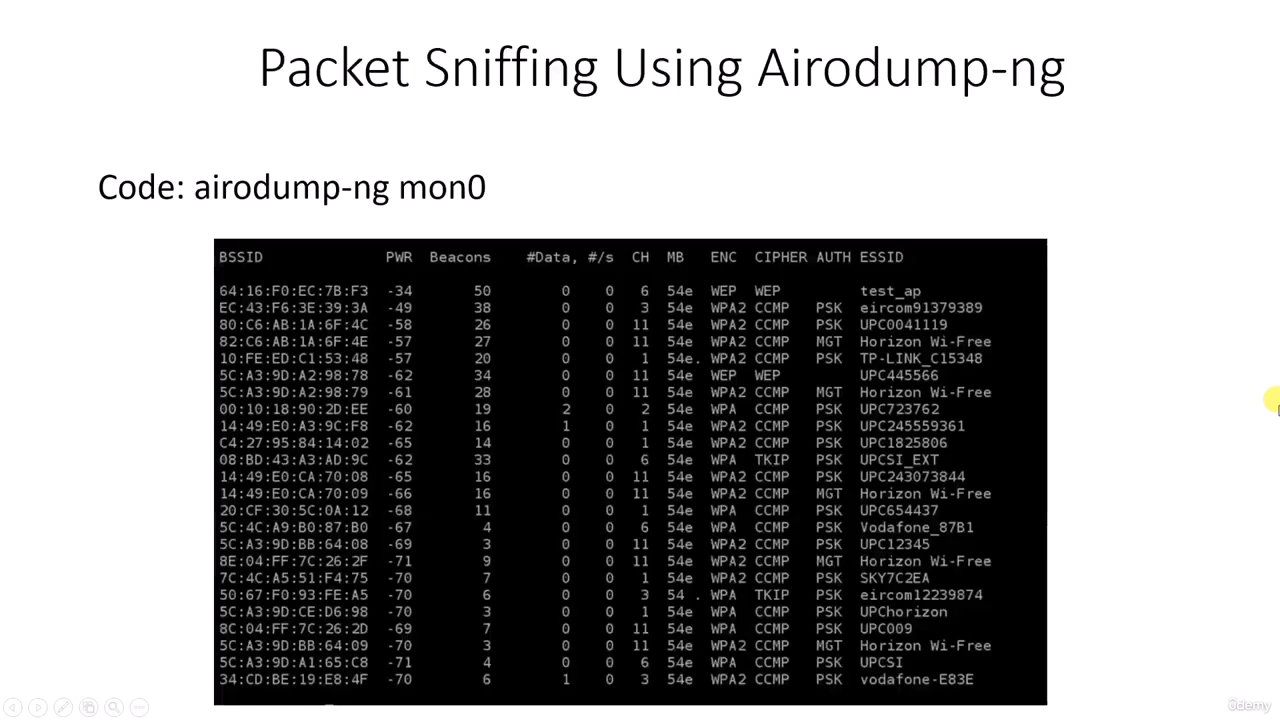 Packet Sniffing Using Airodump-ng
Code: airodump-ng mon0
BSSID PWR Beacons #Data, #/s CH MB ENC CIPHER AUTH ESSID
64:16:F0:EC:7B:F3 -34 50 0 0 6 54e WEP WEP test_ap
EC:43:F6:3E:39:3A -49 38 0 0 3 54e WPA2 CCMP PSK eircom91379389
80:C6:AB:1A:6F:4C -58 26 0 0 11 54e WPA2 CCMP PSK UPC0041119
82:C6:AB:1A:6F:4E -57 27 0 0 11 54e WPA2 CCMP MGT Horizon Wi-Free
10:FE:ED:C1:53:48 -57 20 0 0 1 54e. WPA2 CCMP PSK TP-LINK_C15348
5C:A3:9D:A2:98:78 -62 34 0 0 11 54e WEP WEP UPC445566
5C:A3:9D:A2:98:79 -61 28 0 0 11 54e WPA2 CCMP MGT Horizon Wi-Free
00:10:18:90:2D:EE -60 19 2 0 2 54e WPA CCMP PSK UPC723762
14:49:E0:A3:9C:F8 -62 16 1 0 1 54e WPA2 CCMP PSK UPC245559361
C4:27:95:84:14:02 -65 14 0 0 1 54e WPA2 CCMP PSK UPC1825806
08:BD:43:A3:AD:9C -62 33 0 0 6 54e WPA TKIP PSK UPCSI_EXT
14:49:E0:CA:70:08 -65 16 0 0 11 54e WPA2 CCMP PSK UPC243073844
14:49:E0:CA:70:09 -66 16 0 0 11 54e WPA2 CCMP MGT Horizon Wi-Free
20:CF:30:5C:0A:12 -68 11 0 0 1 54e WPA CCMP PSK UPC654437
5C:4C:A9:B0:87:B0 -67 4 0 0 6 54e WPA CCMP PSK Vodafone_87B1
5C:A3:9D:BB:64:08 -69 3 0 0 11 54e WPA2 CCMP PSK UPC12345
8E:04:FF:7C:26:2F -71 9 0 0 11 54e WPA2 CCMP MGT Horizon Wi-Free
7C:4C:A5:51:F4:75 -70 7 0 0 1 54e WPA2 CCMP PSK SKY7C2EA
50:67:F0:93:FE:A5 -70 6 0 0 3 54 . WPA TKIP PSK eircom12239874
5C:A3:9D:CE:D6:98 -70 3 0 0 1 54e WPA CCMP PSK UPChorizon
8C:04:FF:7C:26:2D -69 7 0 0 11 54e WPA CCMP PSK UPC009
5C:A3:9D:BB:64:09 -70 3 0 0 11 54e WPA2 CCMP MGT Horizon Wi-Free
5C:A3:9D:A1:65:C8 -71 4 0 0 6 54e WPA CCMP PSK UPCSI
34:CD:BE:19:E8:4F -70 6 1 0 3 54e WPA2 CCMP PSK vodafone-E83E
ûdemy